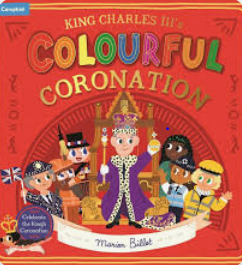 Campbell
KING CHARLES III's
COLOURFUL
CORONATION
Celebrate
the King's
Coronation
Marion Billet